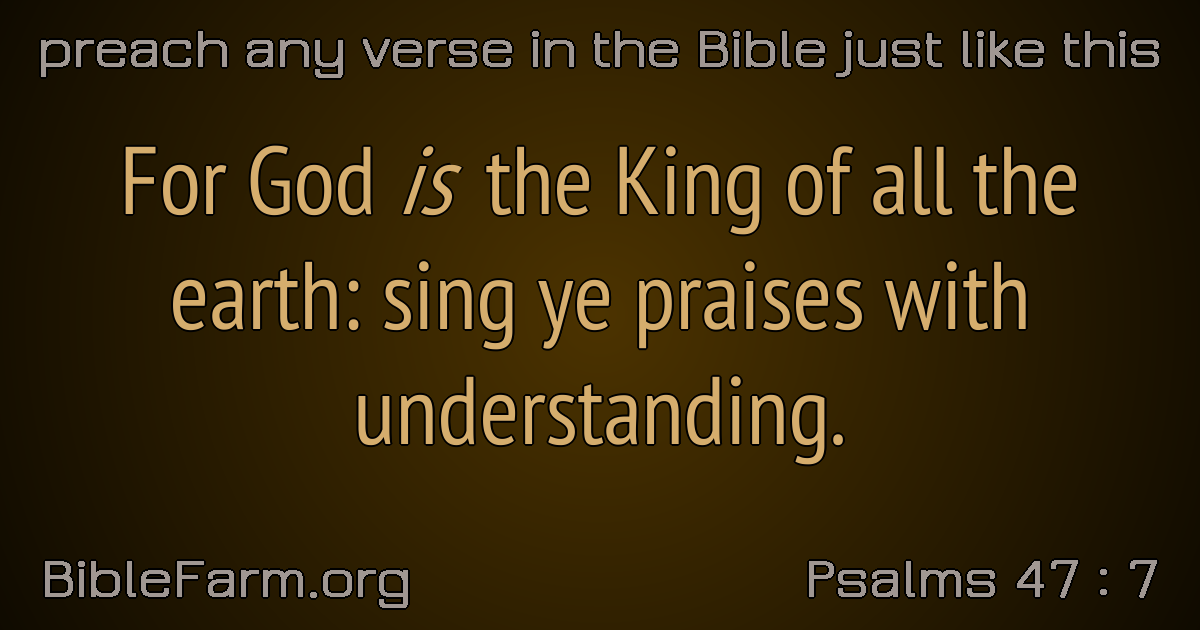 preach any verse in the Bible just like this
For God is the King of all the
earth: sing ye praises with
understanding.
BibleFarm.org
Psalms 47 : 7